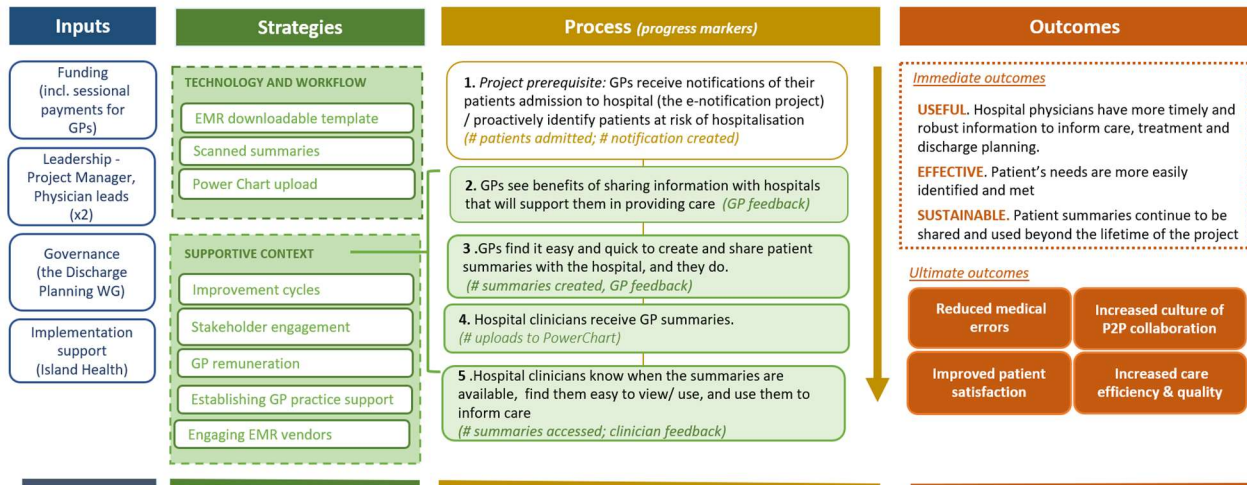 Inputs
Funding
(incl. sessional
payments for
GPs)
Leadership -
Project Manager,
Physician leads
(x2)
Governance
(the Discharge
Planning WG)
Implementation
support
(Island Health)
Strategies
TECHNOLOGY AND WORKFLOW
EMR downloadable template
Scanned summaries
Power Chart upload
SUPPORTIVE CONTEXT
Improvement cycles
Stakeholder engagement
GP remuneration
Establishing GP practice support
Engaging EMR vendors
Process (progress markers)
1. Project prerequisite: GPs receive notifications of their
patients admission to hospital (the e-notification project)
/ proactively identify patients at risk of hospitalisation
(# patients admitted; # notification created)
2. GPs see benefits of sharing information with hospitals
that will support them in providing care (GP feedback)
3 .GPs find it easy and quick to create and share patient
summaries with the hospital, and they do.
(# summaries created, GP feedback)
4. Hospital clinicians receive GP summaries.
(# uploads to PowerChart)
5 .Hospital clinicians know when the summaries are
available, find them easy to view/ use, and use them to
inform care
(# summaries accessed; clinician feedback)
Outcomes
Immediate outcomes
USEFUL. Hospital physicians have more timely and
robust information to inform care, treatment and
discharge planning.
EFFECTIVE. Patient's needs are more easily
identified and met
SUSTAINABLE. Patient summaries continue to be
shared and used beyond the lifetime of the project
Ultimate outcomes
Reduced medical
errors
Increased culture of
P2P collaboration
Improved patient
satisfaction
Increased care
efficiency & quality